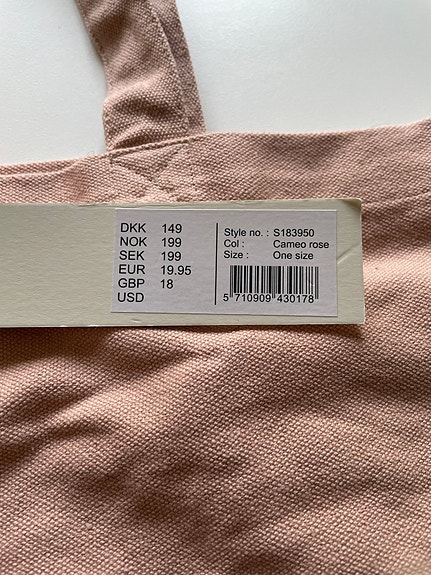 DKK 149
NOK 199
SEK 199
EUR 19.95
GBP 18
USD
Style no. : S183950
Col : Cameo rose
Size : One size
5 710909 430178